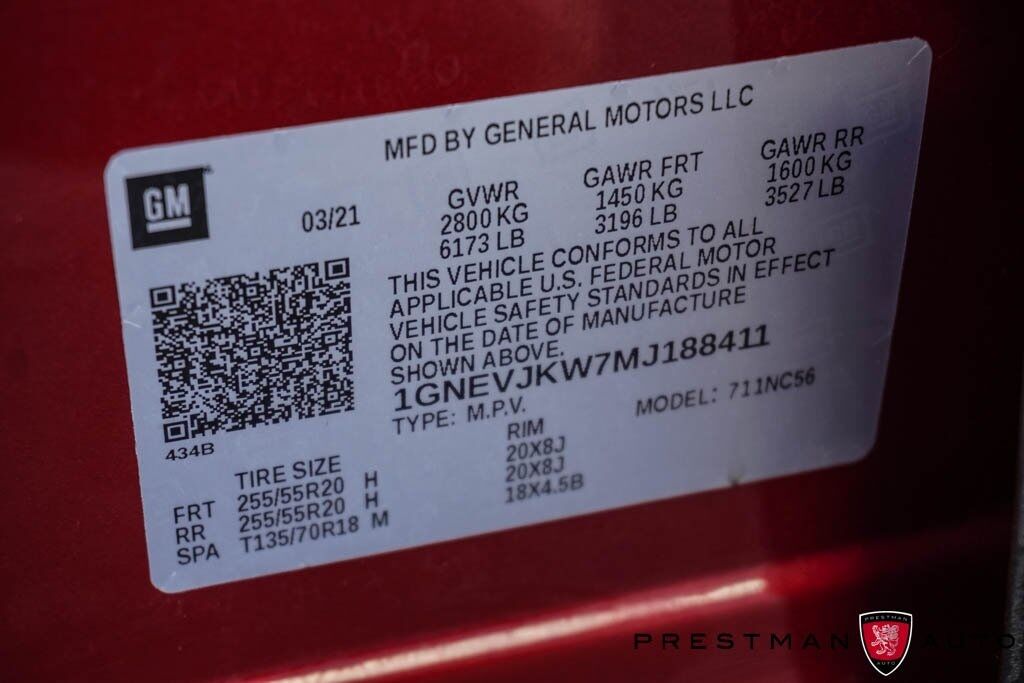 MFD BY GENERAL MOTORS LLC
GM
03/21
GVWR
2800 KG
6173 LB
GAWR FRT
1450 KG
3196 LB
GAWR RR
1600 KG
3527 LB
THIS VEHICLE CONFORMS TO ALL
APPLICABLE U.S. FEDERAL MOTOR
VEHICLE SAFETY STANDARDS IN EFFECT
ON THE DATE OF MANUFACTURE
SHOWN ABOVE.
1GNEVJKW7MJ188411
TYPE: M.P.V. MODEL: 711NC56
434B
TIRE SIZE RIM
FRT 255/55R20 H 20X8J
RR 255/55R20 H 20X8J
SPA T135/70R18 M 18X4.5B
PRESTMAN AUTO
PRESTMAN
AUTO